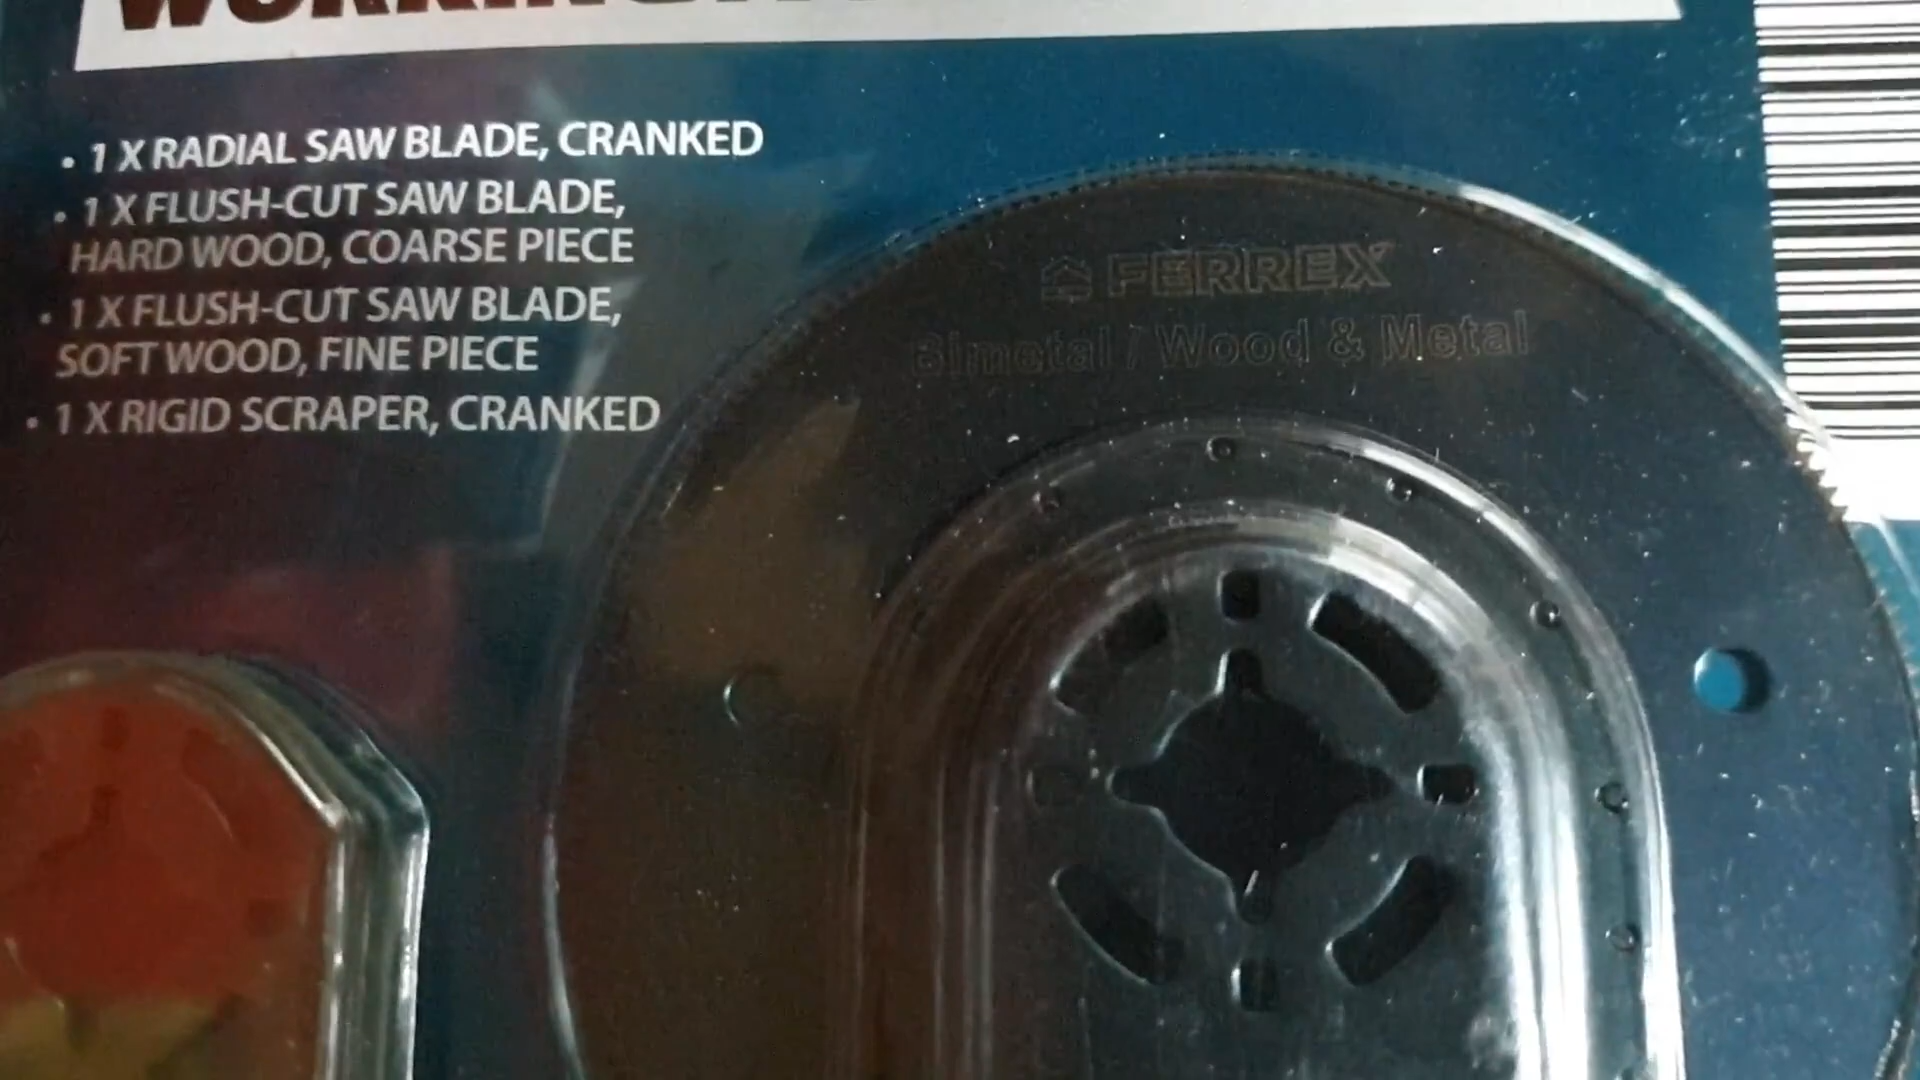 • 1 X RADIAL SAW BLADE, CRANKED
• 1 X FLUSH-CUT SAW BLADE,
HARD WOOD, COARSE PIECE
• 1 X FLUSH-CUT SAW BLADE,
SOFT WOOD, FINE PIECE
• 1 X RIGID SCRAPER, CRANKED
FERREX
Bimetal / Wood & Metal